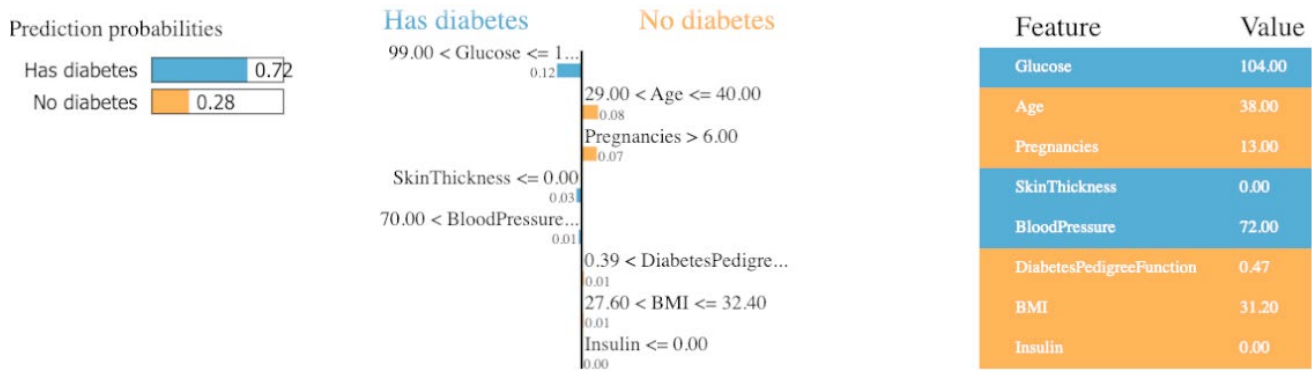 Prediction probabilities
Has diabetes 0.72
No diabetes 0.28
Has diabetes No diabetes
99.00 < Glucose <= 1...
0.12
29.00 < Age <= 40.00
0.08
Pregnancies > 6.00
0.07
SkinThickness <= 0.00
0.03
70.00 < BloodPressure...
0.01
0.39 < DiabetesPedigre...
0.01
27.60 < BMI <= 32.40
0.01
Insulin <= 0.00
0.00
Feature Value
Glucose 104.00
Age 38.00
Pregnancies 13.00
SkinThickness 0.00
BloodPressure 72.00
DiabetesPedigreeFunction 0.47
BMI 31.20
Insulin 0.00